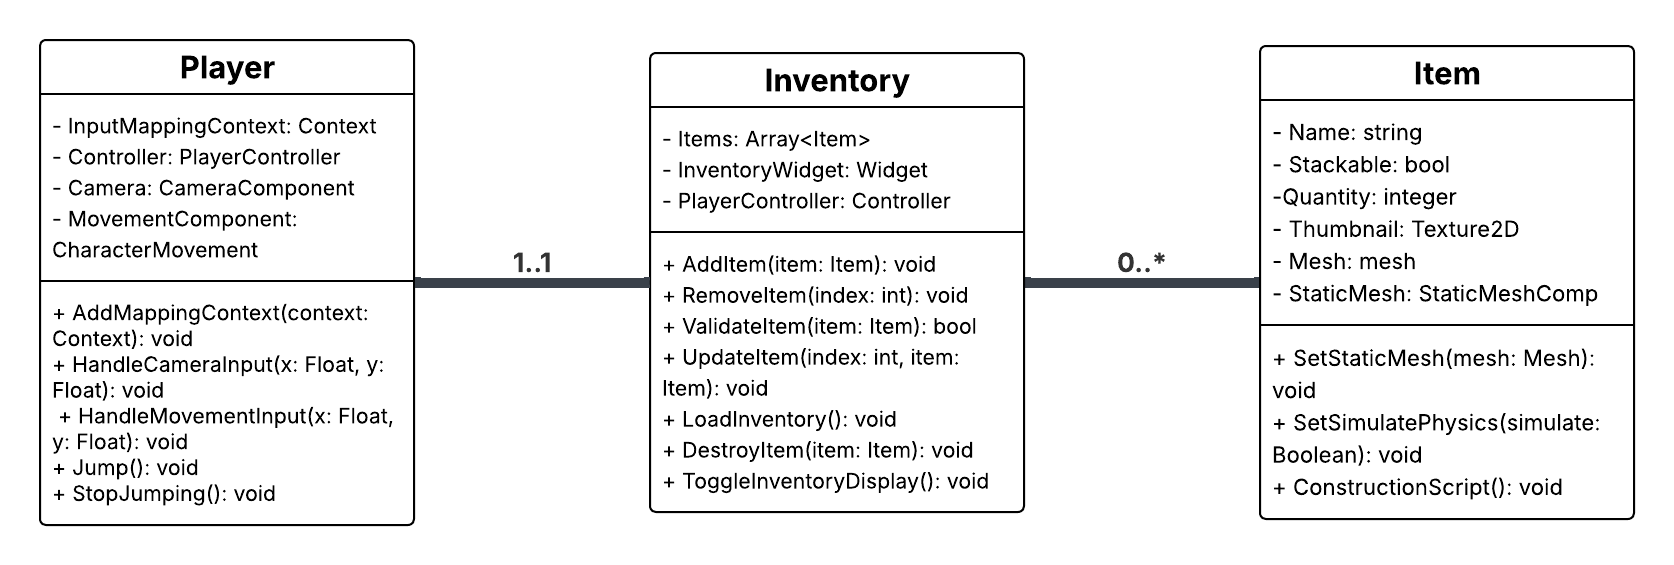 Player
- InputMappingContext: Context
- Controller: PlayerController
- Camera: CameraComponent
- MovementComponent:
CharacterMovement
+ AddMappingContext(context:
Context): void
+ HandleCameraInput(x: Float, y:
Float): void
+ HandleMovementInput(x: Float,
y: Float): void
+ Jump(): void
+ StopJumping(): void
1..1
Inventory
- Items: Array<Item>
- InventoryWidget: Widget
- PlayerController: Controller
+ AddItem(item: Item): void
+ RemoveItem(index: int): void
+ ValidateItem(item: Item): bool
+ UpdateItem(index: int, item:
Item): void
+ LoadInventory(): void
+ DestroyItem(item: Item): void
+ ToggleInventoryDisplay(): void
0..*
Item
- Name: string
- Stackable: bool
-Quantity: integer
- Thumbnail: Texture2D
- Mesh: mesh
- StaticMesh: StaticMeshComp
+ SetStaticMesh(mesh: Mesh):
void
+ SetSimulatePhysics(simulate:
Boolean): void
+ ConstructionScript(): void